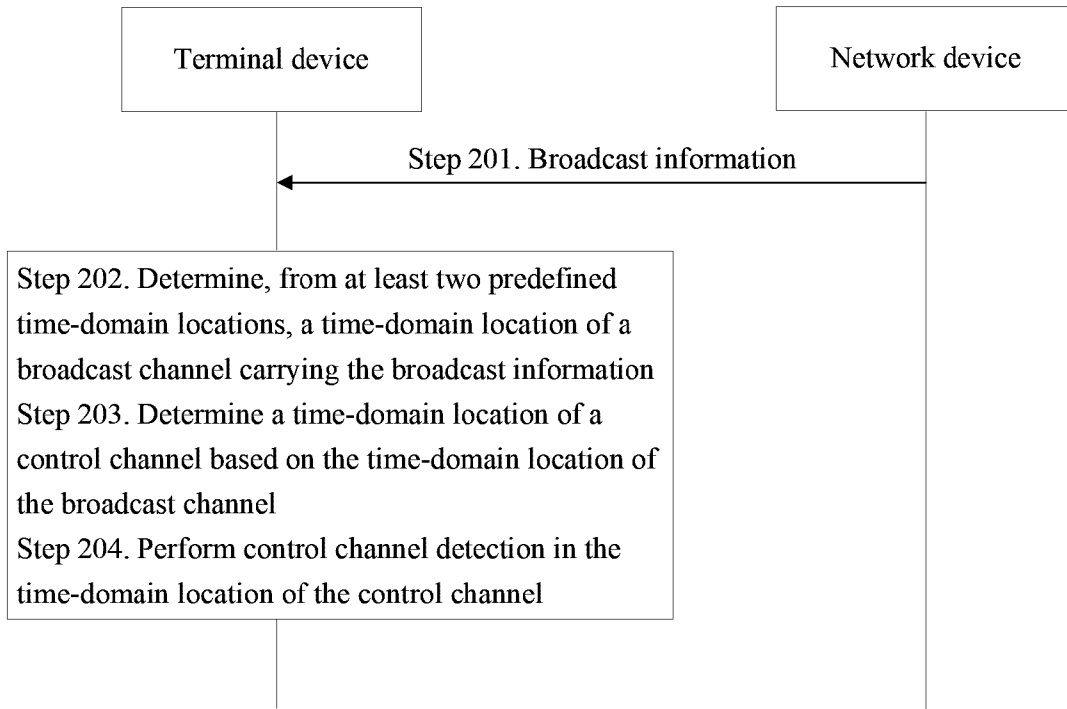 Terminal device
Network device
Step 201. Broadcast information
Step 202. Determine, from at least two predefined
time-domain locations, a time-domain location of a
broadcast channel carrying the broadcast information
Step 203. Determine a time-domain location of a
control channel based on the time-domain location of
the broadcast channel
Step 204. Perform control channel detection in the
time-domain location of the control channel